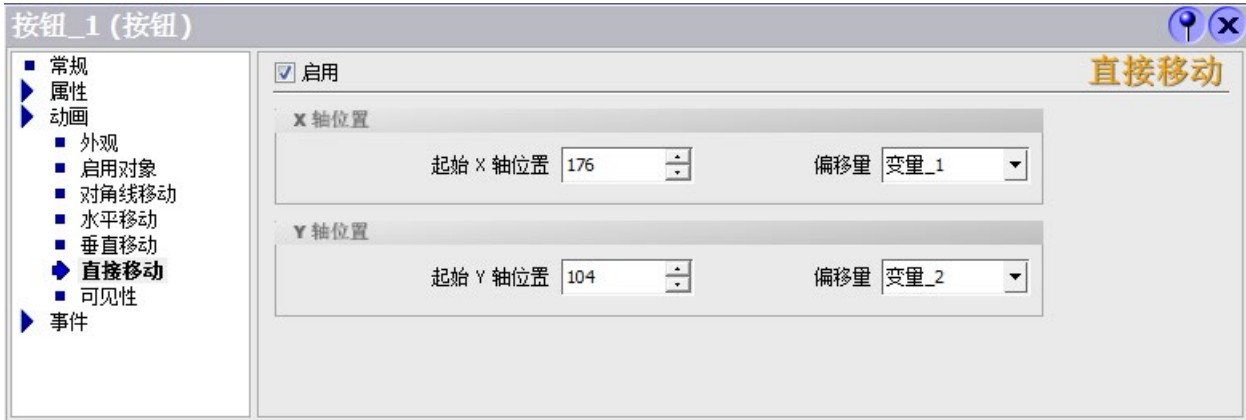 按钮_1 (按钮)
常规
属性
动画
外观
启用对象
对角线移动
水平移动
垂直移动
直接移动
可见性
事件
启用
直接移动
X 轴位置
起始 X 轴位置 176 偏移量 变量_1
Y 轴位置
起始 Y 轴位置 104 偏移量 变量_2